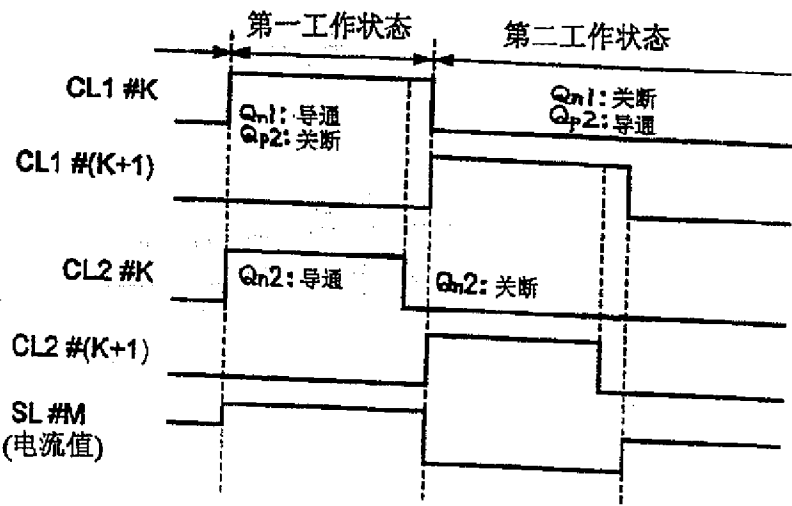 第一工作状态
第二工作状态
CL1 #K
Qn1: 导通
Qp2: 关断
Qn1: 关断
Qp2: 导通
CL1 #(K+1)
CL2 #K
Qn2: 导通
Qn2: 关断
CL2 #(K+1)
SL #M
(电流值)